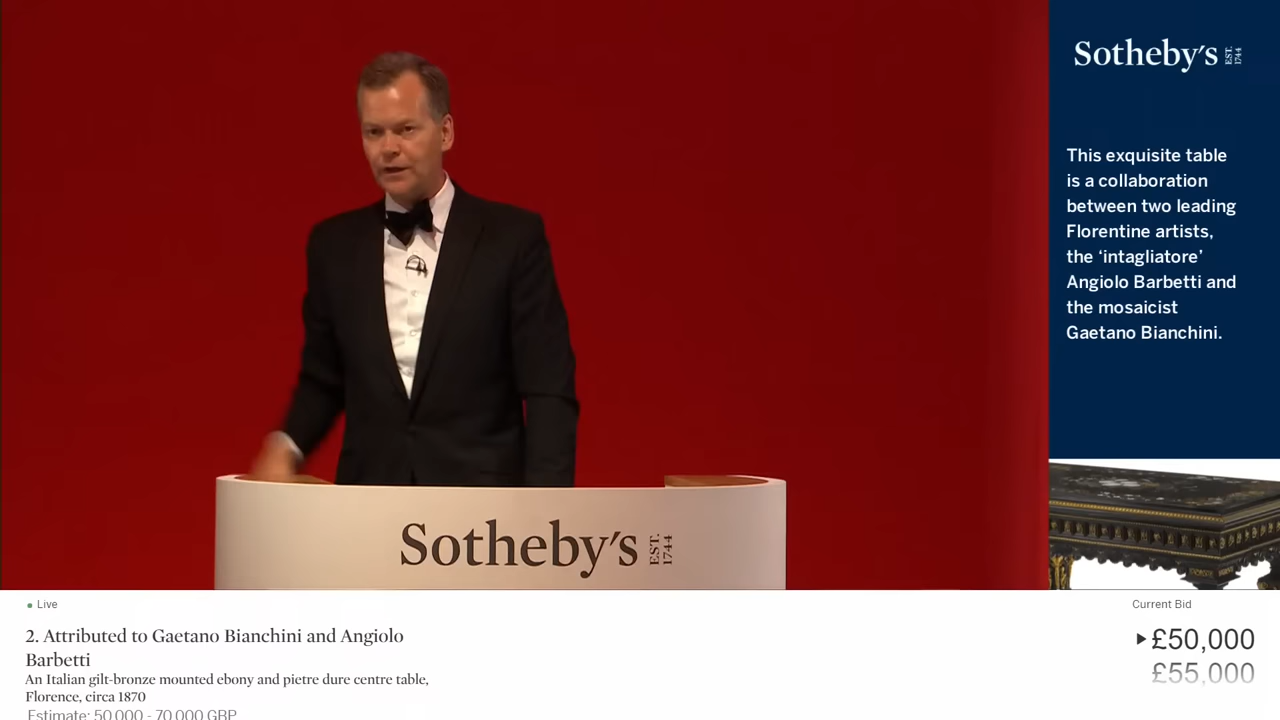 Sotheby's EST. 1744
This exquisite table
is a collaboration
between two leading
Florentine artists,
the ‘intagliatore’
Angiolo Barbetti and
the mosaicist
Gaetano Bianchini.
Sotheby's EST. 1744
Live
Current Bid
2. Attributed to Gaetano Bianchini and Angiolo
Barbetti
£50,000
£55,000
An Italian gilt-bronze mounted ebony and pietre dure centre table,
Florence, circa 1870
Estimate: 50,000 - 70,000 GBP